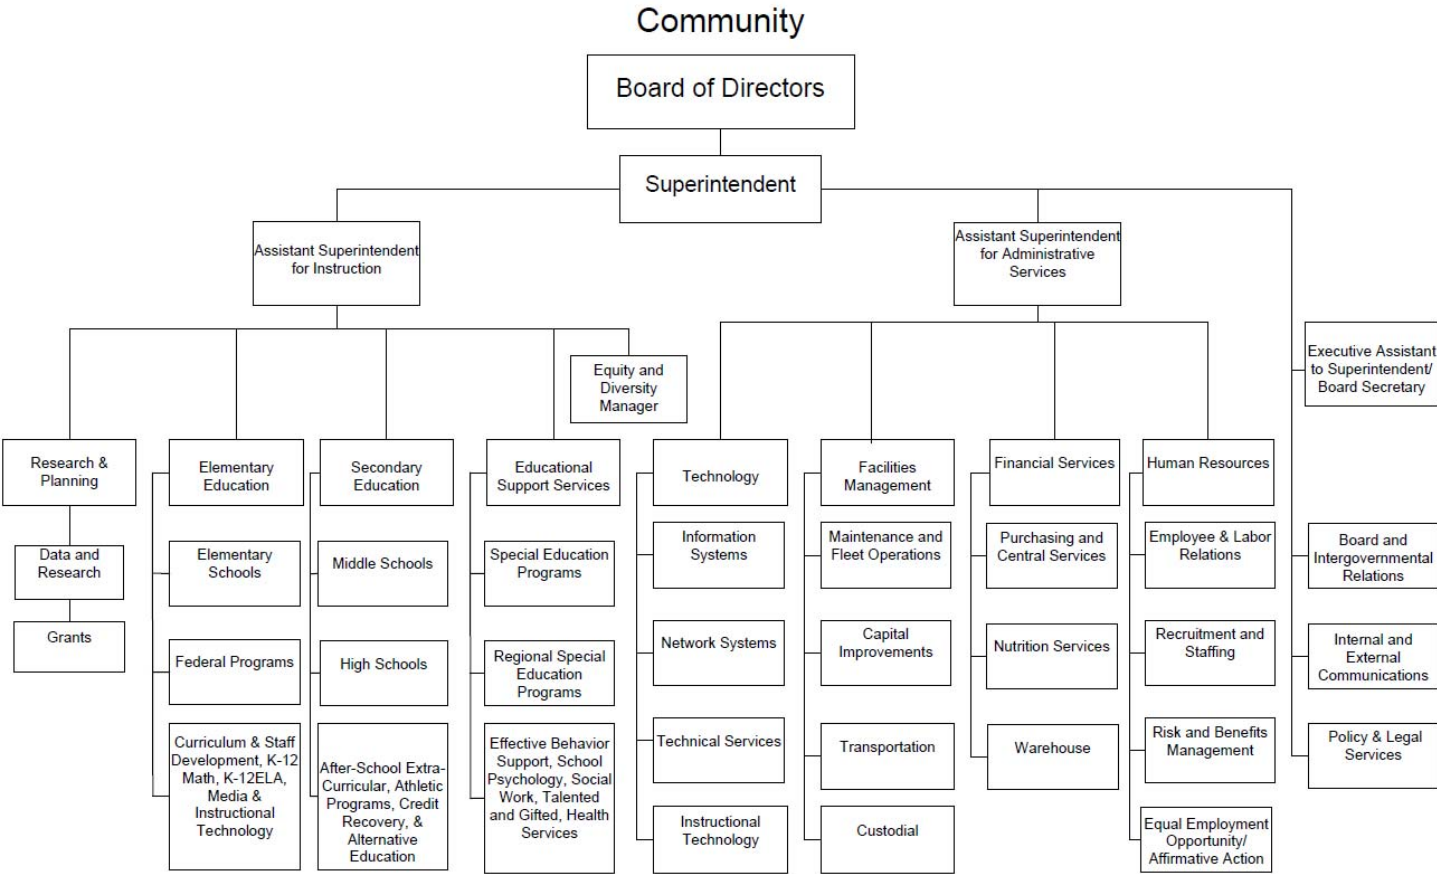 Community
Board of Directors
Superintendent
Assistant Superintendent
for Instruction
Assistant Superintendent
for Administrative
Services
Executive Assistant
to Superintendent/
Board Secretary
Equity and
Diversity
Manager
Research &
Planning
Data and
Research
Grants
Elementary
Education
Elementary
Schools
Federal Programs
Curriculum & Staff
Development, K-12
Math, K-12ELA,
Media &
Instructional
Technology
Secondary
Education
Middle Schools
High Schools
After-School Extra-
Curricular, Athletic
Programs, Credit
Recovery, &
Alternative
Education
Educational
Support Services
Special Education
Programs
Regional Special
Education
Programs
Effective Behavior
Support, School
Psychology, Social
Work, Talented
and Gifted, Health
Services
Technology
Information
Systems
Network Systems
Technical Services
Instructional
Technology
Facilities
Management
Maintenance and
Fleet Operations
Capital
Improvements
Transportation
Custodial
Financial Services
Purchasing and
Central Services
Nutrition Services
Warehouse
Human Resources
Employee & Labor
Relations
Recruitment and
Staffing
Risk and Benefits
Management
Equal Employment
Opportunity/
Affirmative Action
Board and
Intergovernmental
Relations
Internal and
External
Communications
Policy & Legal
Services